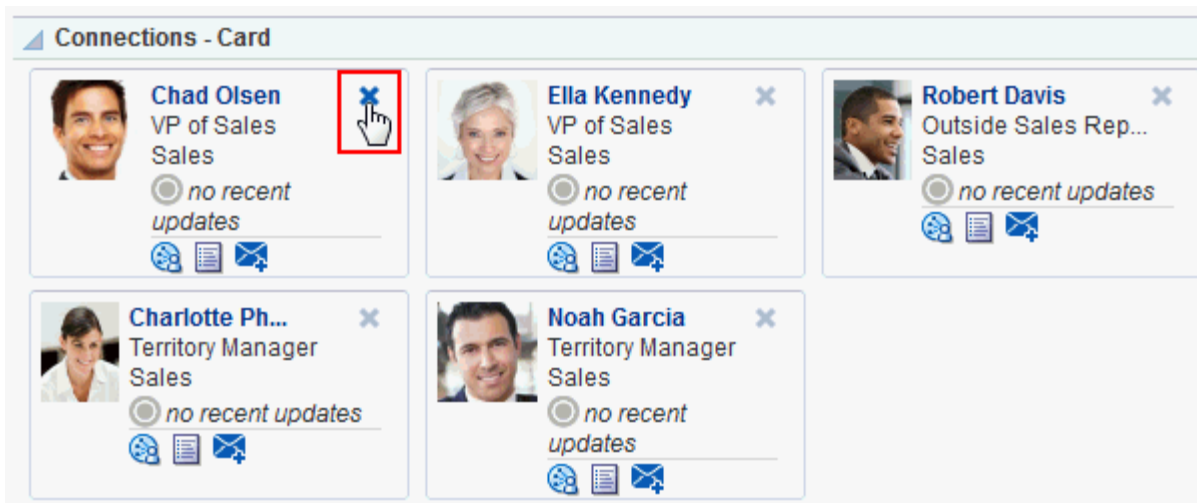 Connections - Card
Chad Olsen
VP of Sales
Sales
no recent
updates
Ella Kennedy
VP of Sales
Sales
no recent
updates
Robert Davis
Outside Sales Rep...
Sales
no recent updates
Charlotte Ph...
Territory Manager
Sales
no recent updates
Noah Garcia
Territory Manager
Sales
no recent
updates